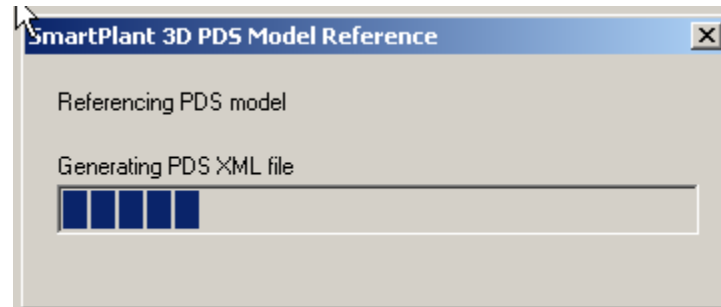 SmartPlant 3D PDS Model Reference
Referencing PDS model
Generating PDS XML file